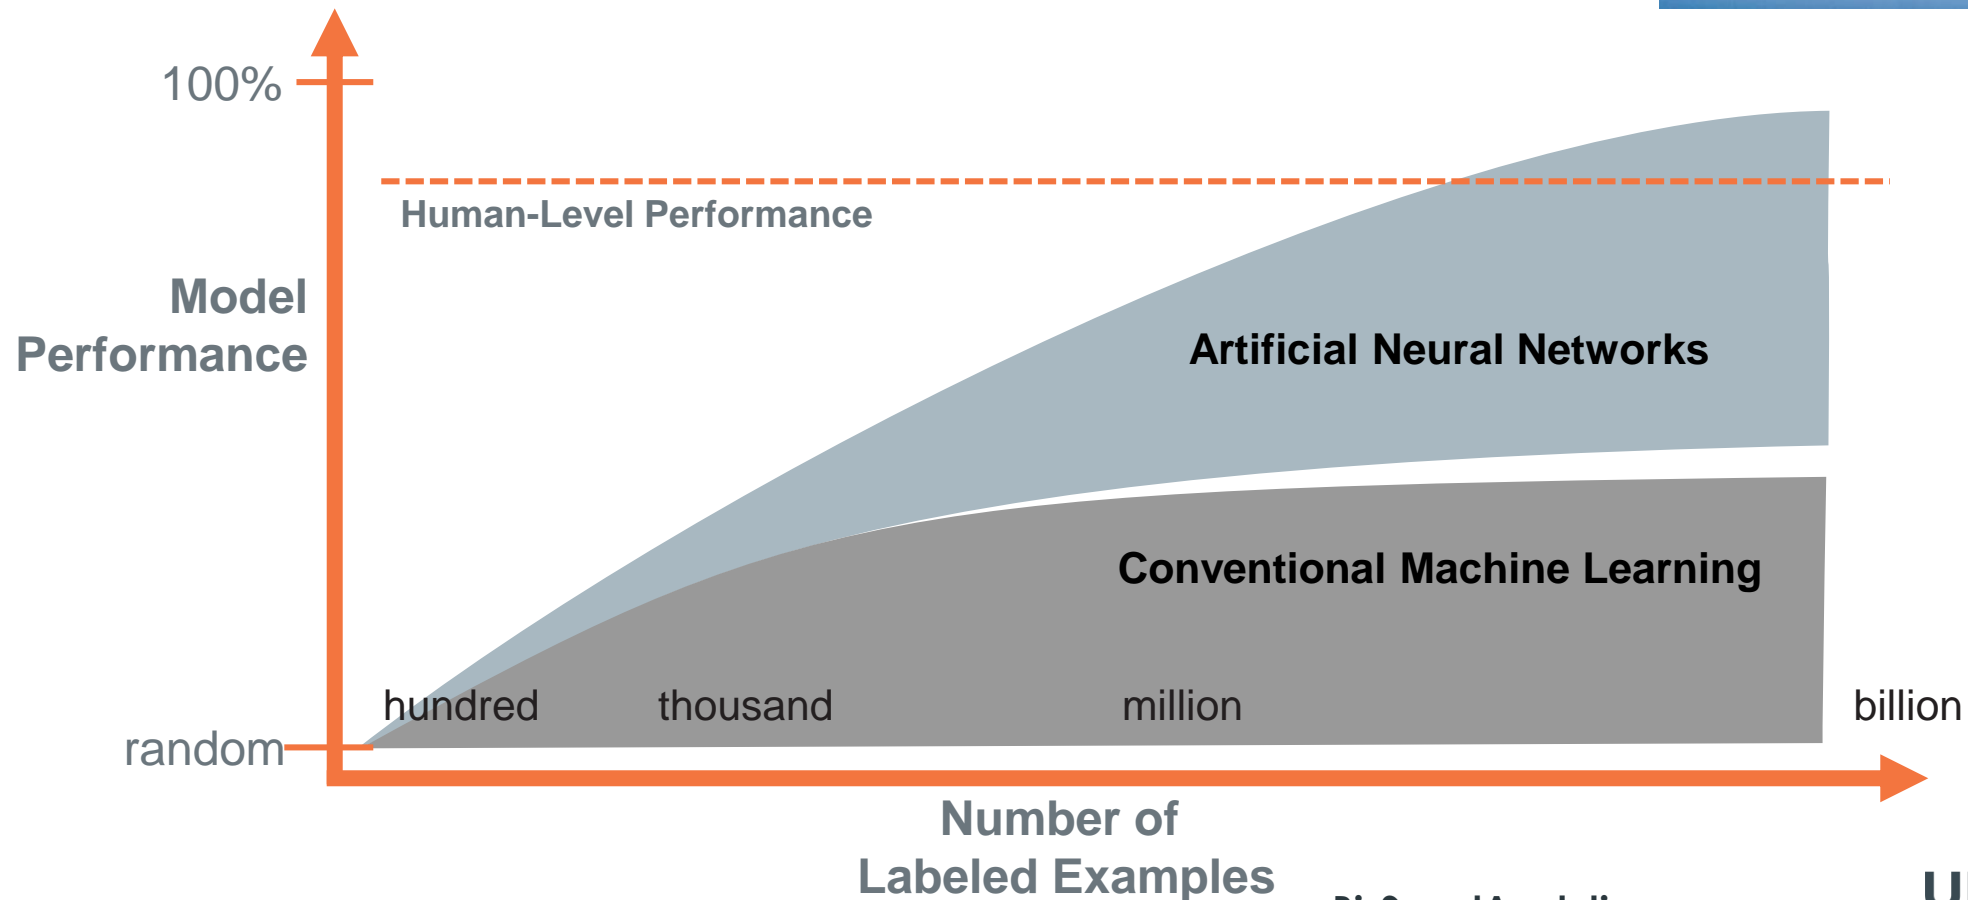 100%
Human-Level Performance
Model
Performance
Artificial Neural Networks
Conventional Machine Learning
hundred thousand million billion
random
Number of
Labeled Examples